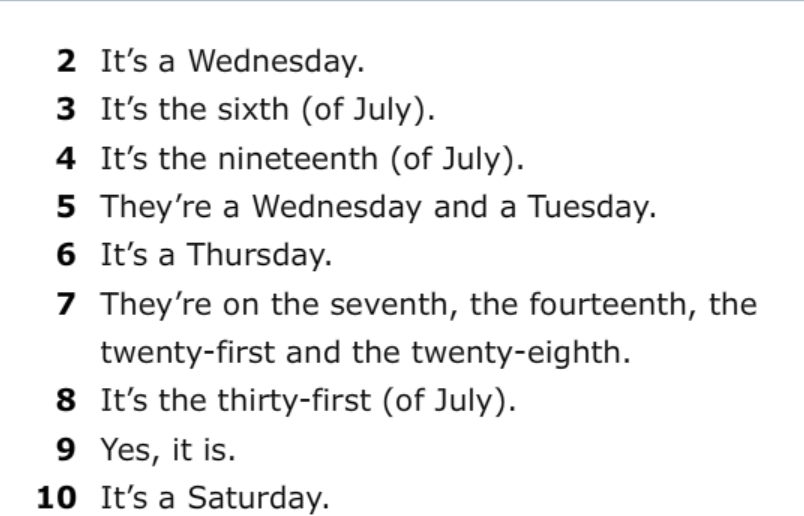 2 It's a Wednesday.
3 It's the sixth (of July).
4 It's the nineteenth (of July).
5 They're a Wednesday and a Tuesday.
6 It's a Thursday.
7 They're on the seventh, the fourteenth, the
twenty-first and the twenty-eighth.
8 It's the thirty-first (of July).
9 Yes, it is.
10 It's a Saturday.